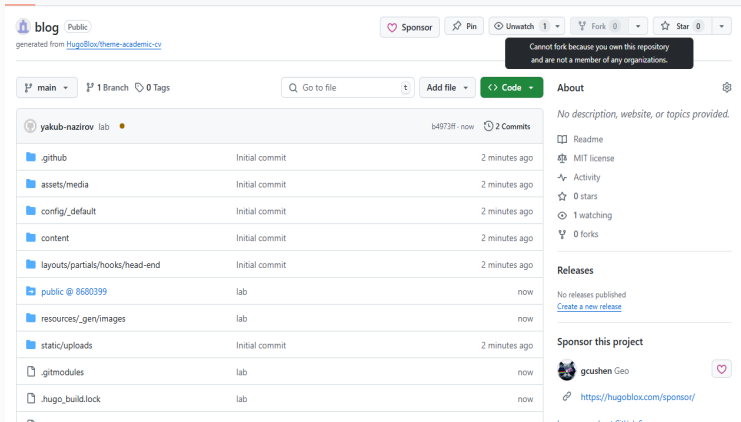 blog Public
Sponsor Pin Unwatch 1 Fork 0 Star 0
generated from HugoBlox/theme-academic-cv
Cannot fork because you own this repository
and are not a member of any organizations.
main 1 Branch 0 Tags Go to file t Add file <> Code
About
No description, website, or topics provided.
yakub-nazirov lab b4973ff · now 2 Commits
.github Initial commit 2 minutes ago
assets/media Initial commit 2 minutes ago
config/_default Initial commit 2 minutes ago
content Initial commit 2 minutes ago
layouts/partials/hooks/head-end Initial commit 2 minutes ago
public @ 8680399 lab now
resources/_gen/images lab now
static/uploads Initial commit 2 minutes ago
.gitmodules lab now
.hugo_build.lock lab now
Readme
MIT license
Activity
0 stars
1 watching
0 forks
Releases
No releases published
Create a new release
Sponsor this project
gcushen Geo
https://hugoblox.com/sponsor/